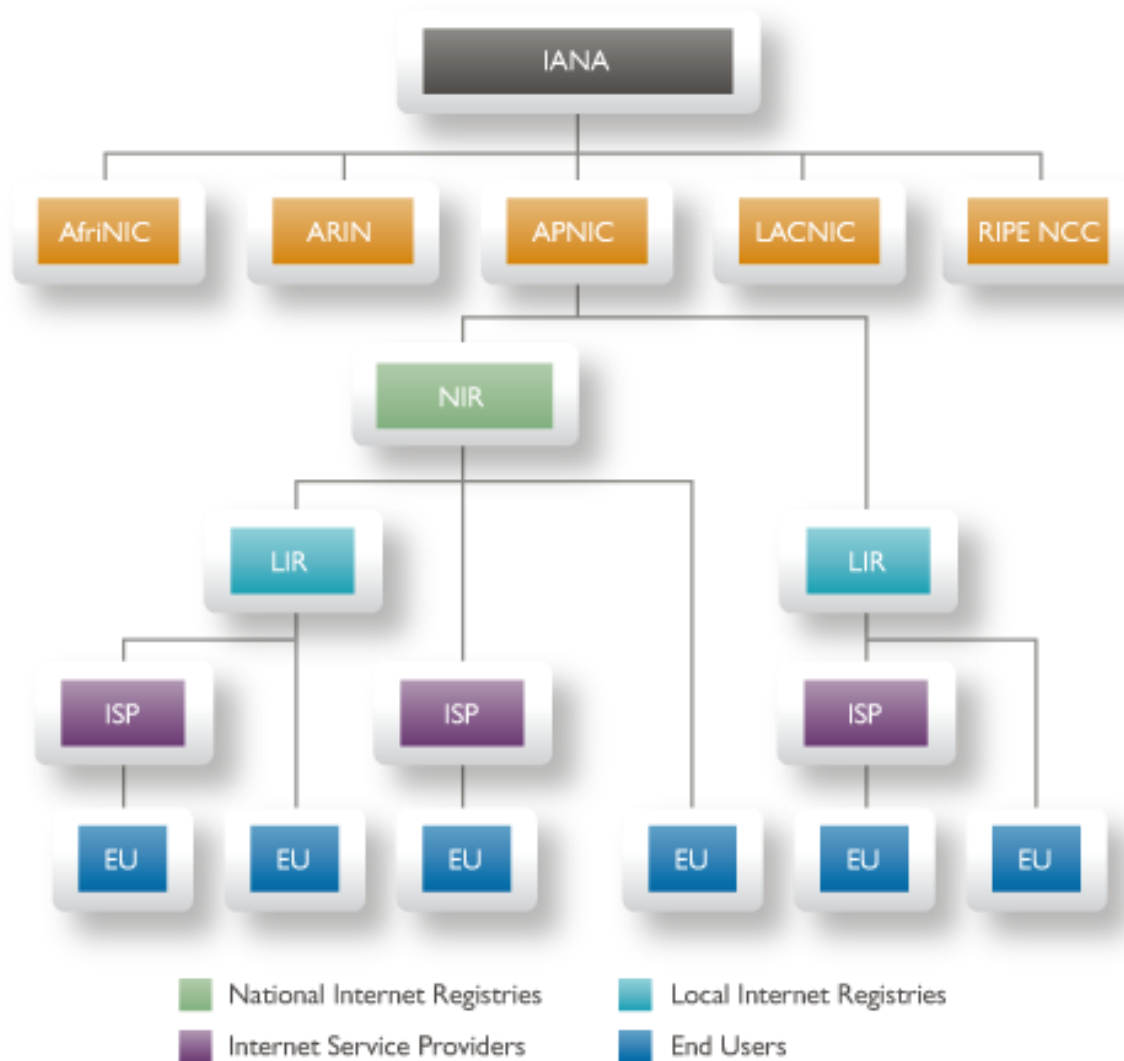 IANA
AfriNIC
ARIN
APNIC
LACNIC
RIPE NCC
NIR
LIR
LIR
ISP
ISP
ISP
EU
EU
EU
EU
EU
EU
National Internet Registries
Local Internet Registries
Internet Service Providers
End Users